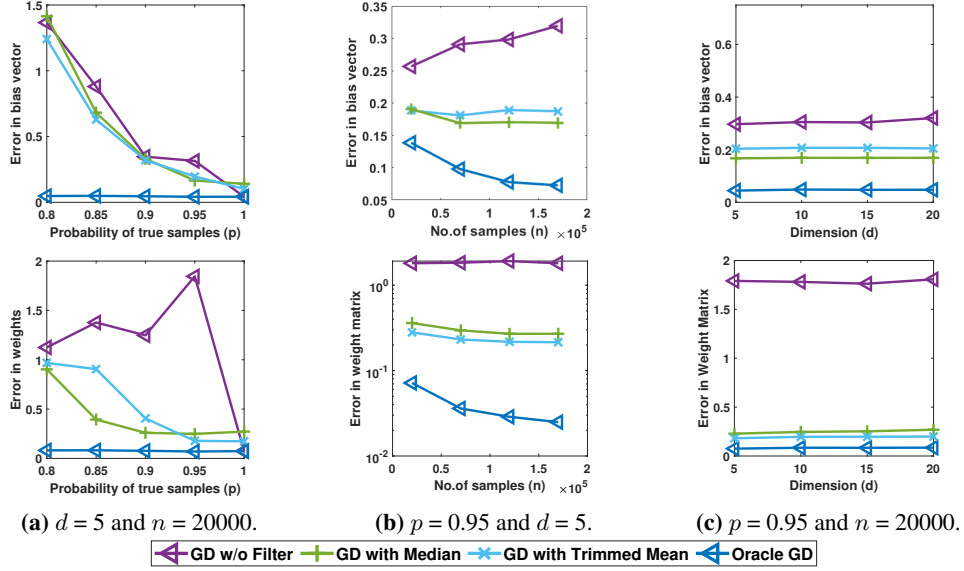 Error in bias vector
1.5
1
0.5
0
0.8 0.85 0.9 0.95 1
Probability of true samples (p)
Error in bias vector
0.35
0.3
0.25
0.2
0.15
0.1
0.05
0 0.5 1 1.5 2
No.of samples (n) ×10^5
Error in bias vector
0.6
0.4
0.2
0
5 10 15 20
Dimension (d)
Error in weights
2
1.5
1
0.5
0
0.8 0.85 0.9 0.95 1
Probability of true samples (p)
Error in weight matrix
10^0
10^-1
10^-2
0 0.5 1 1.5 2
No.of samples (n) ×10^5
Error in Weight Matrix
2
1.5
1
0.5
0
5 10 15 20
Dimension (d)
(a) d = 5 and n = 20000.
(b) p = 0.95 and d = 5.
(c) p = 0.95 and n = 20000.
GD w/o Filter GD with Median GD with Trimmed Mean Oracle GD